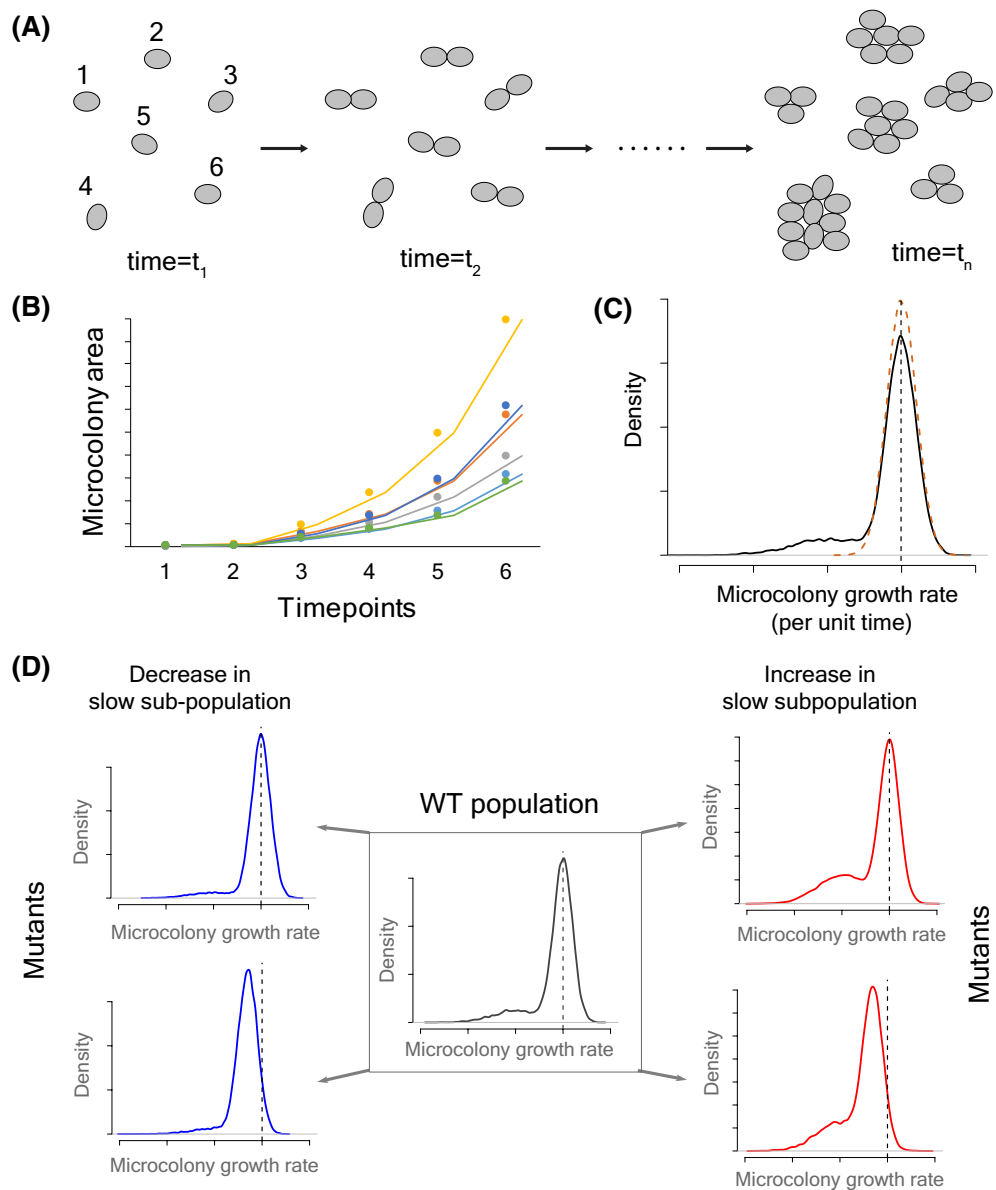 (A)
1
2
3
4
5
6
time=t1
time=t2
......
time=tn
(B)
Microcolony area
1 2 3 4 5 6
Timepoints
(C)
Density
Microcolony growth rate
(per unit time)
(D)
Decrease in
slow sub-population
Increase in
slow subpopulation
Mutants
Density
Microcolony growth rate
Density
Microcolony growth rate
WT population
Density
Microcolony growth rate
Density
Microcolony growth rate
Density
Microcolony growth rate
Mutants